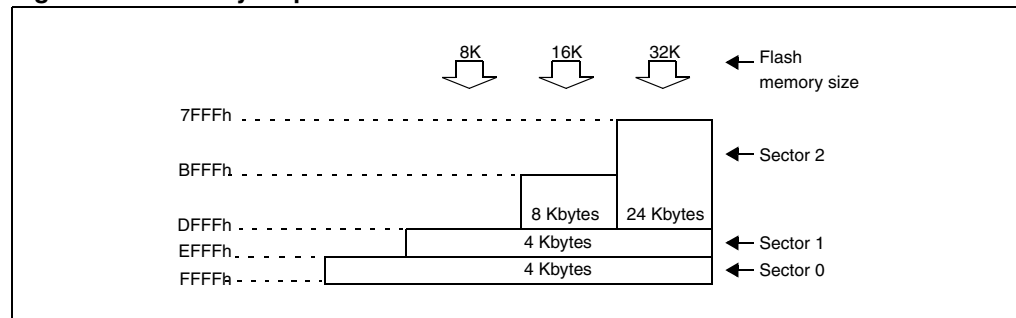 8K 16K 32K
Flash
memory size
7FFFh
Sector 2
BFFFh
8 Kbytes 24 Kbytes
DFFFh
4 Kbytes
Sector 1
EFFFh
4 Kbytes
Sector 0
FFFFh